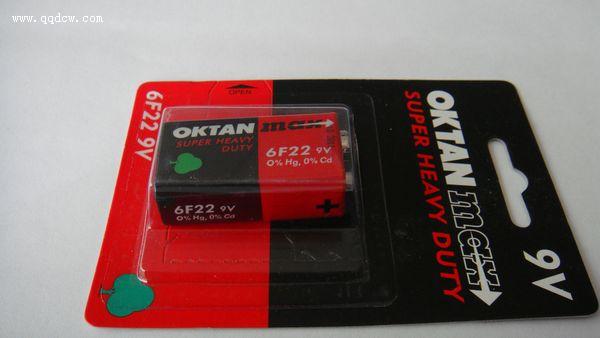 www.qqdcw.com
6F22 9V
OPEN
OKTAN max
SUPER HEAVY
DUTY
6F22 9V
0% Hg, 0% Cd
6F22 9V
0% Hg, 0% Cd
+
OKTAN max
SUPER HEAVY DUTY
9V